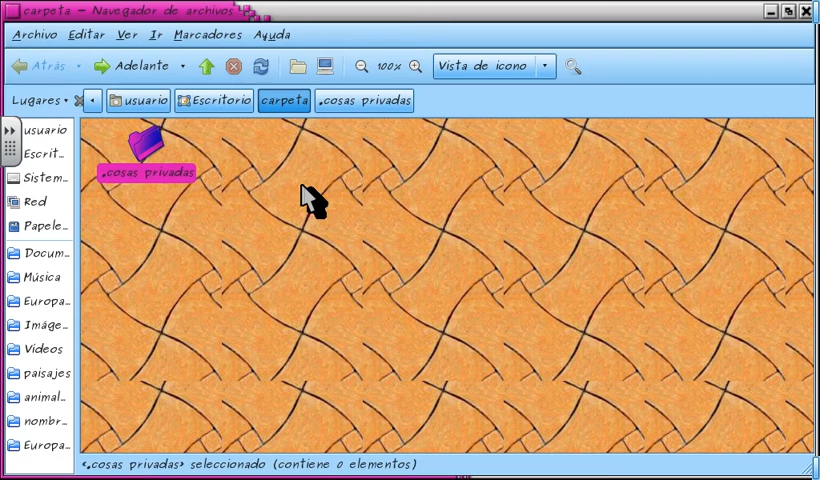 carpeta - Navegador de archivos
Archivo Editar Ver Ir Marcadores Ayuda
Atrás Adelante 100% Vista de icono
Lugares usuario Escritorio carpeta .cosas privadas
usuario
Escrit...
Sistem...
Red
Papele...
Docum...
Música
Europa...
Imáge...
Vídeos
paisajes
animal...
nombr...
Europa...
.cosas privadas
«.cosas privadas» seleccionado (contiene 0 elementos)